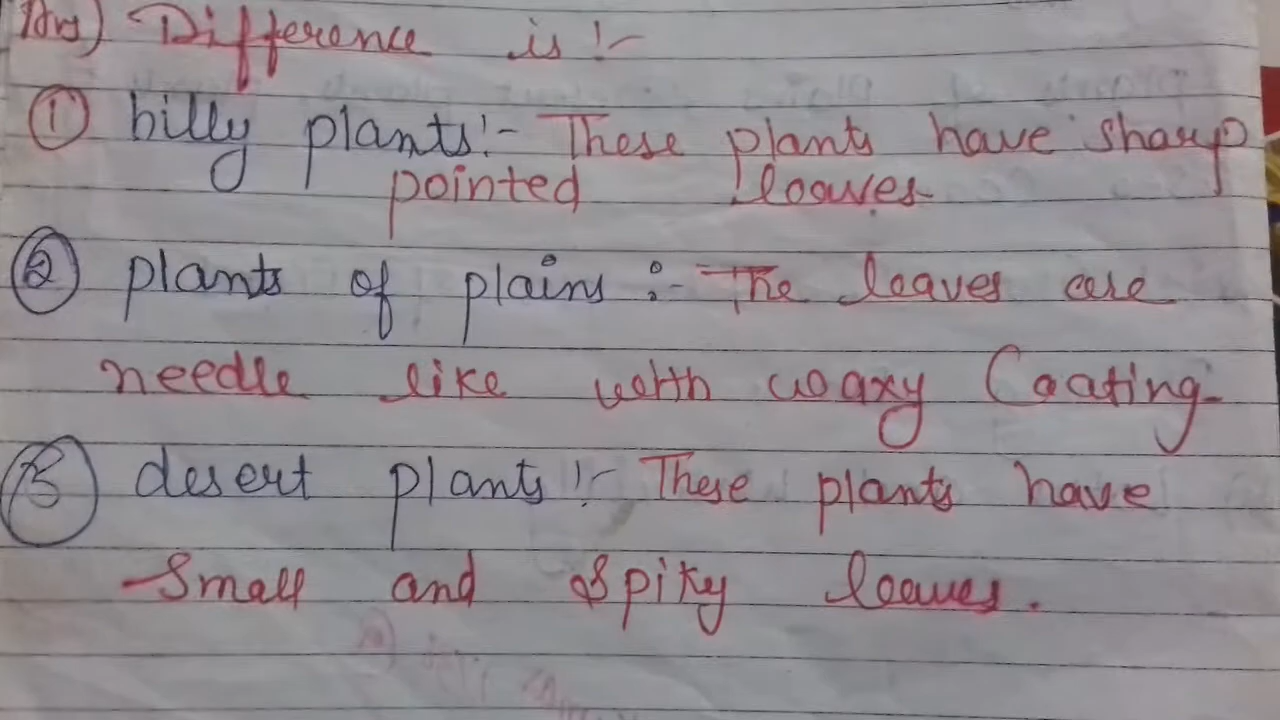 Ans) Difference is :-
① billy plants :- These plants have sharp
pointed leaves
② plants of plains :- The leaves are
needle like with waxy Coating-
③ desert plants :- These plants have
Small and spiky leaves.